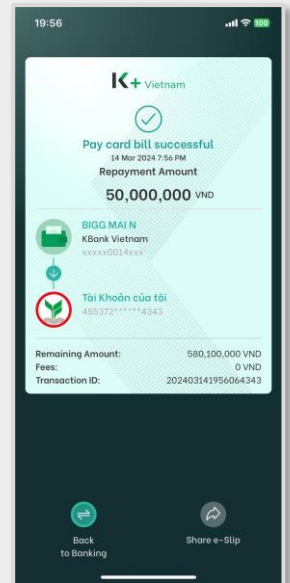 19:56
100
K+ Vietnam
Pay card bill successful
14 Mar 2024 7:56 PM
Repayment Amount
50,000,000 VND
BIGG MAI N
KBank Vietnam
xxxxx0014xxx
Tài Khoản của tôi
455372******4343
Remaining Amount: 580,100,000 VND
Fees: 0 VND
Transaction ID: 202403141956064343
Back
to Banking
Share e-Slip